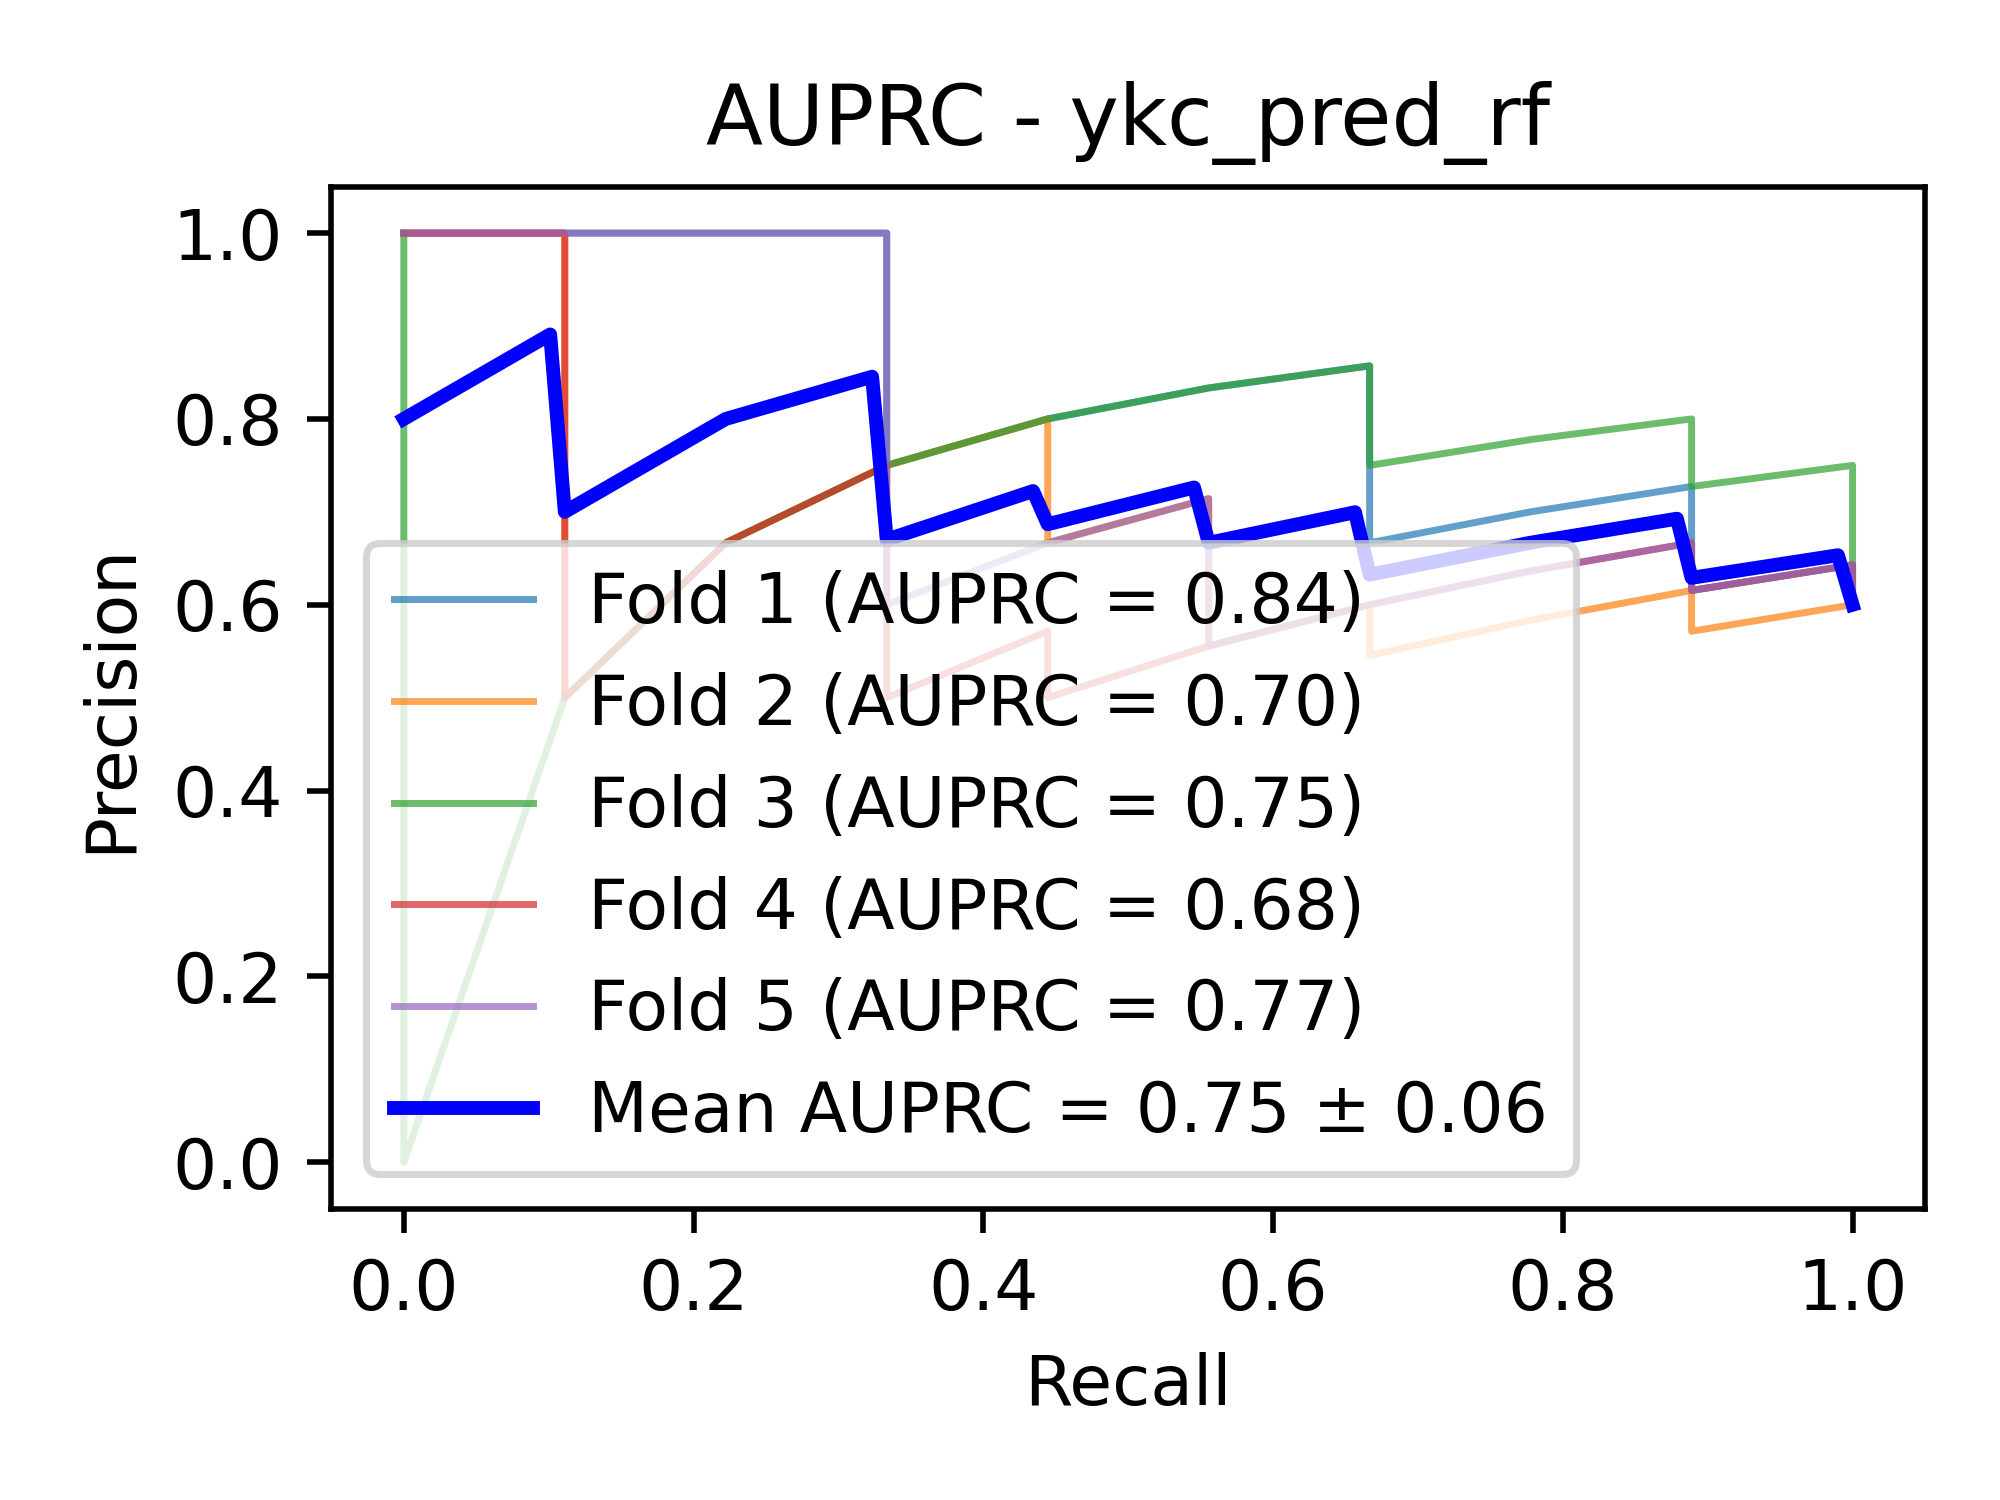 AUPRC - ykc_pred_rf
Precision
1.0
0.8
0.6
0.4
0.2
0.0
Fold 1 (AUPRC = 0.84)
Fold 2 (AUPRC = 0.70)
Fold 3 (AUPRC = 0.75)
Fold 4 (AUPRC = 0.68)
Fold 5 (AUPRC = 0.77)
Mean AUPRC = 0.75 ± 0.06
0.0 0.2 0.4 0.6 0.8 1.0
Recall